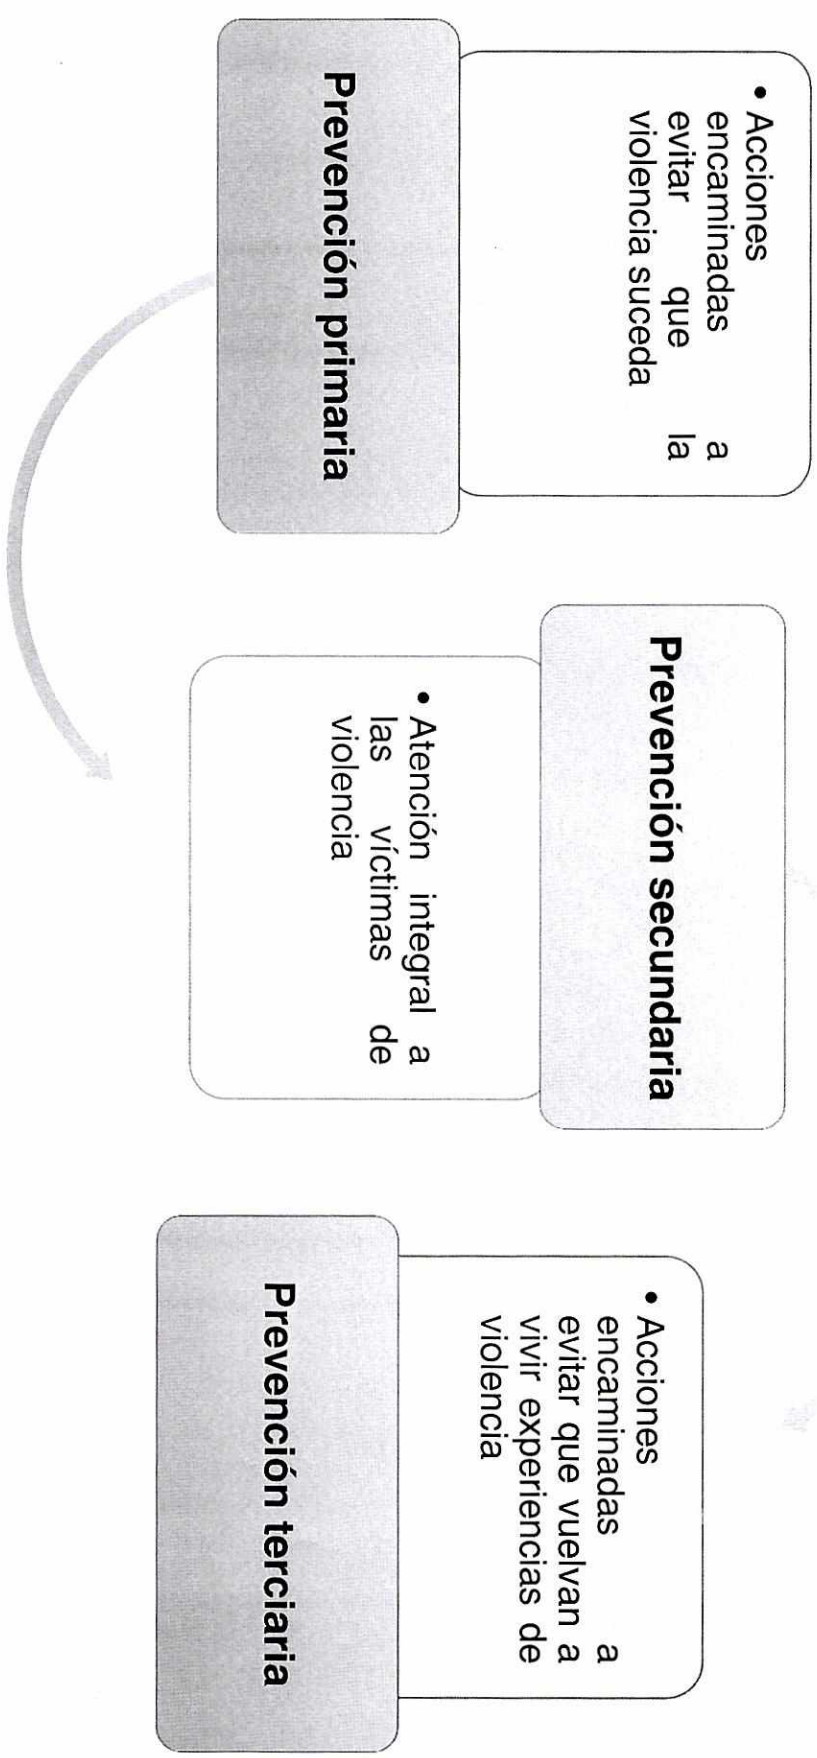 • Acciones
encaminadas a
evitar que la
violencia suceda
Prevención primaria
Prevención secundaria
• Atención integral a
las víctimas de
violencia
• Acciones
encaminadas a
evitar que vuelvan a
vivir experiencias de
violencia
Prevención terciaria